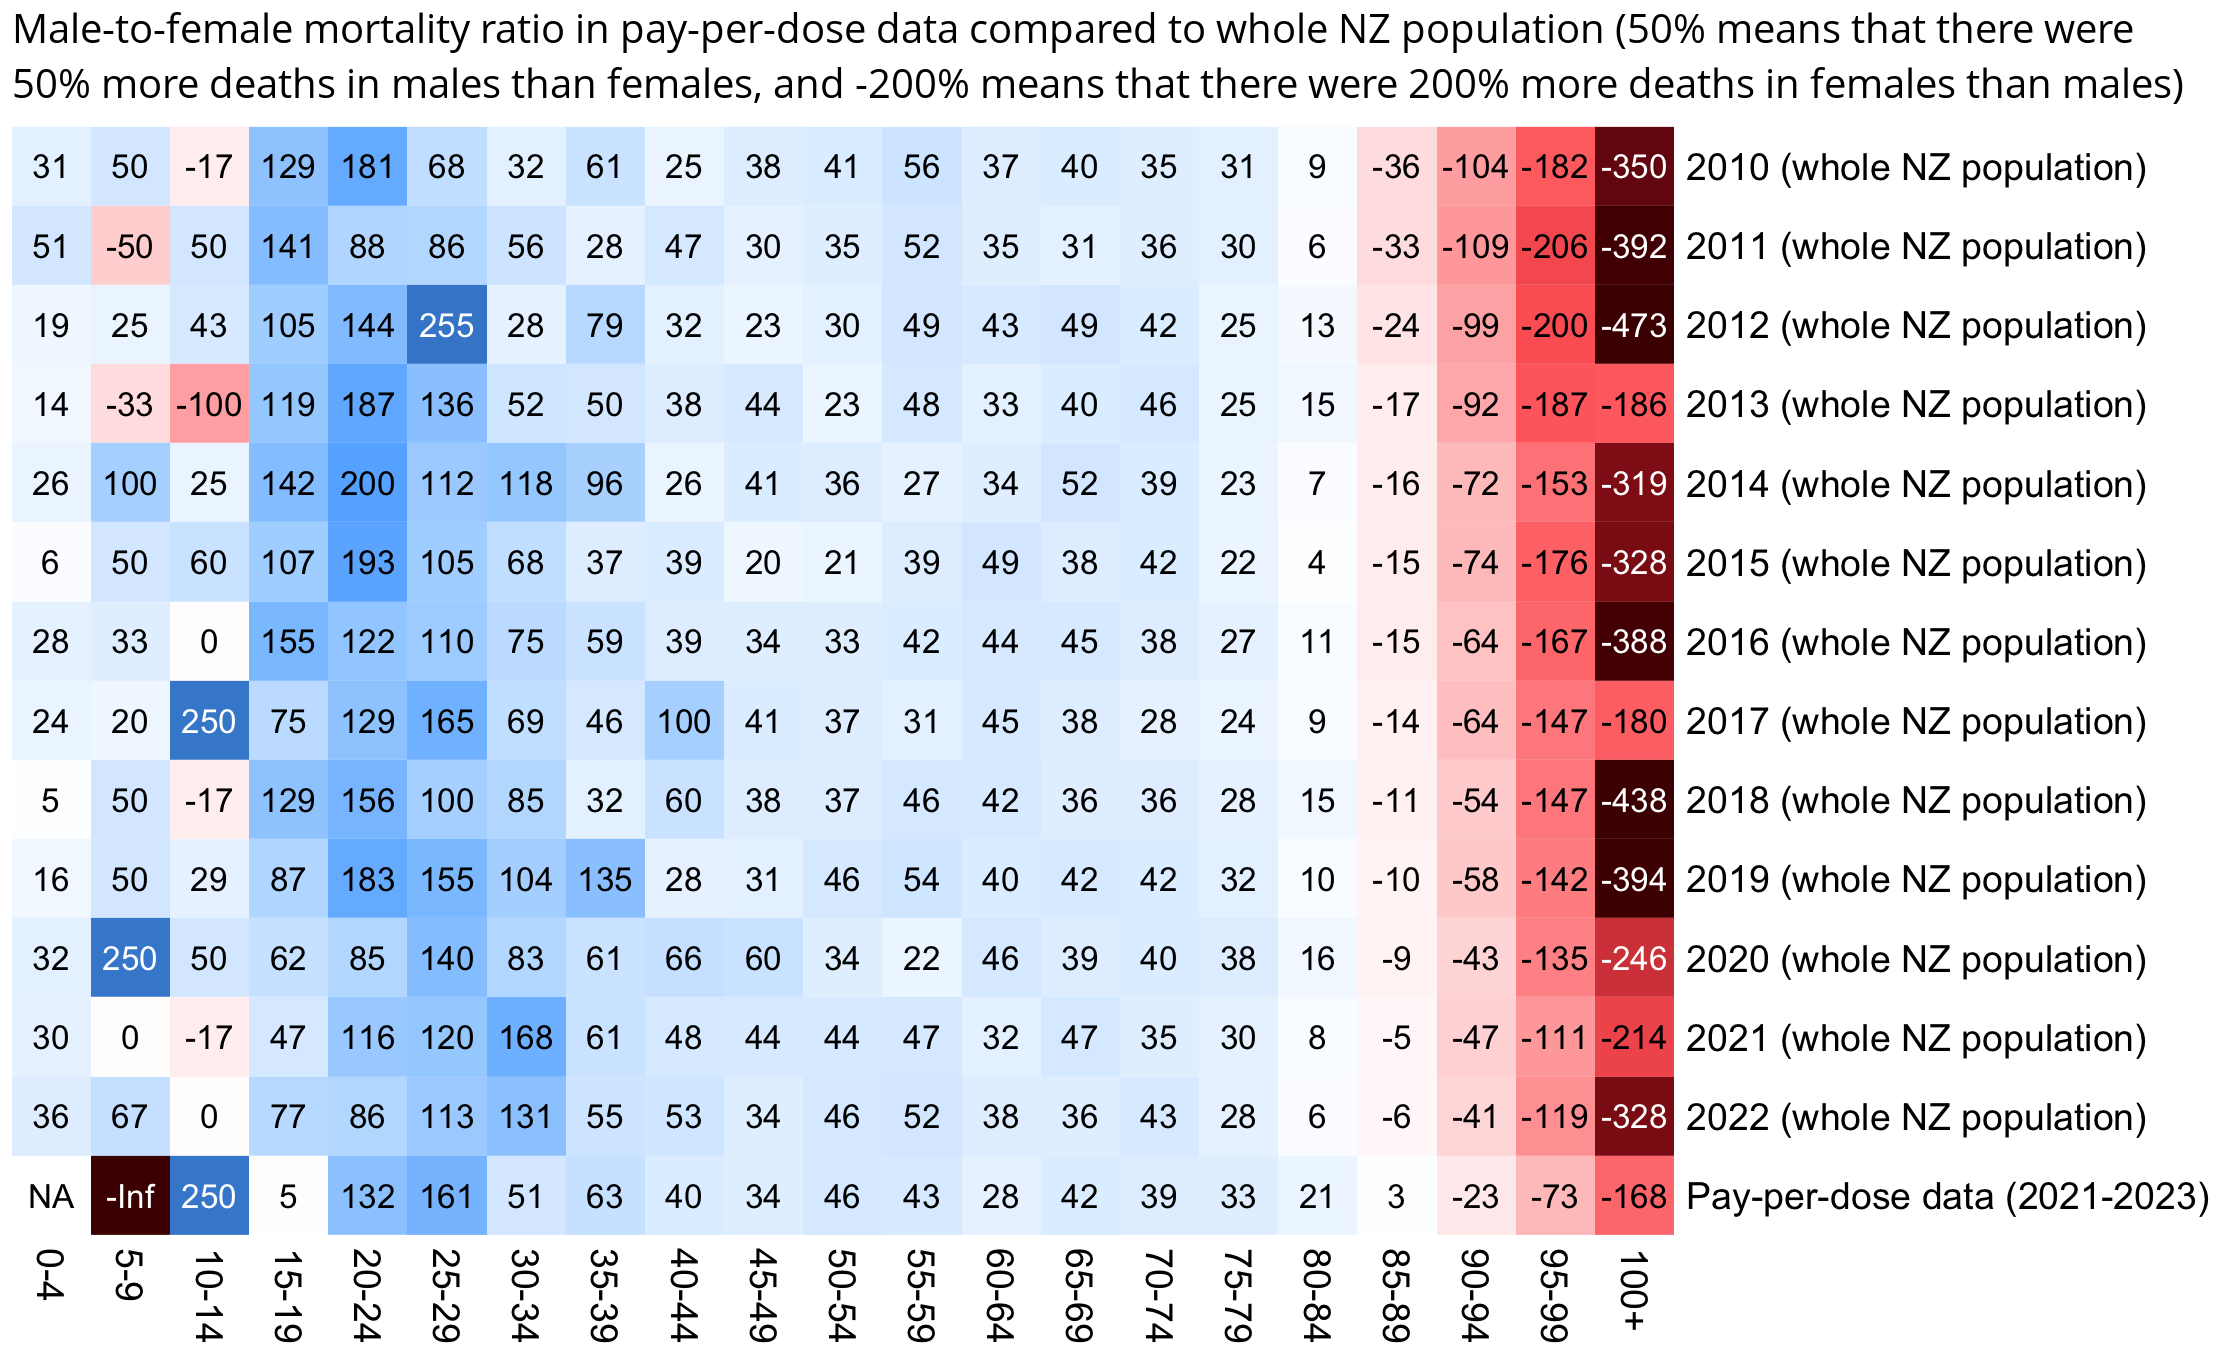 Male-to-female mortality ratio in pay-per-dose data compared to whole NZ population (50% means that there were
50% more deaths in males than females, and -200% means that there were 200% more deaths in females than males)
31 50 -17 129 181 68 32 61 25 38 41 56 37 40 35 31 9 -36 -104 -182 -350 2010 (whole NZ population)
51 -50 50 141 88 86 56 28 47 30 35 52 35 31 36 30 6 -33 -109 -206 -392 2011 (whole NZ population)
19 25 43 105 144 255 28 79 32 23 30 49 43 49 42 25 13 -24 -99 -200 -473 2012 (whole NZ population)
14 -33 -100 119 187 136 52 50 38 44 23 48 33 40 46 25 15 -17 -92 -187 -186 2013 (whole NZ population)
26 100 25 142 200 112 118 96 26 41 36 27 34 52 39 23 7 -16 -72 -153 -319 2014 (whole NZ population)
6 50 60 107 193 105 68 37 39 20 21 39 49 38 42 22 4 -15 -74 -176 -328 2015 (whole NZ population)
28 33 0 155 122 110 75 59 39 34 33 42 44 45 38 27 11 -15 -64 -167 -388 2016 (whole NZ population)
24 20 250 75 129 165 69 46 100 41 37 31 45 38 28 24 9 -14 -64 -147 -180 2017 (whole NZ population)
5 50 -17 129 156 100 85 32 60 38 37 46 42 36 36 28 15 -11 -54 -147 -438 2018 (whole NZ population)
16 50 29 87 183 155 104 135 28 31 46 54 40 42 42 32 10 -10 -58 -142 -394 2019 (whole NZ population)
32 250 50 62 85 140 83 61 66 60 34 22 46 39 40 38 16 -9 -43 -135 -246 2020 (whole NZ population)
30 0 -17 47 116 120 168 61 48 44 44 47 32 47 35 30 8 -5 -47 -111 -214 2021 (whole NZ population)
36 67 0 77 86 113 131 55 53 34 46 52 38 36 43 28 6 -6 -41 -119 -328 2022 (whole NZ population)
NA -Inf 250 5 132 161 51 63 40 34 46 43 28 42 39 33 21 3 -23 -73 -168 Pay-per-dose data (2021-2023)
0-4 5-9 10-14 15-19 20-24 25-29 30-34 35-39 40-44 45-49 50-54 55-59 60-64 65-69 70-74 75-79 80-84 85-89 90-94 95-99 100+